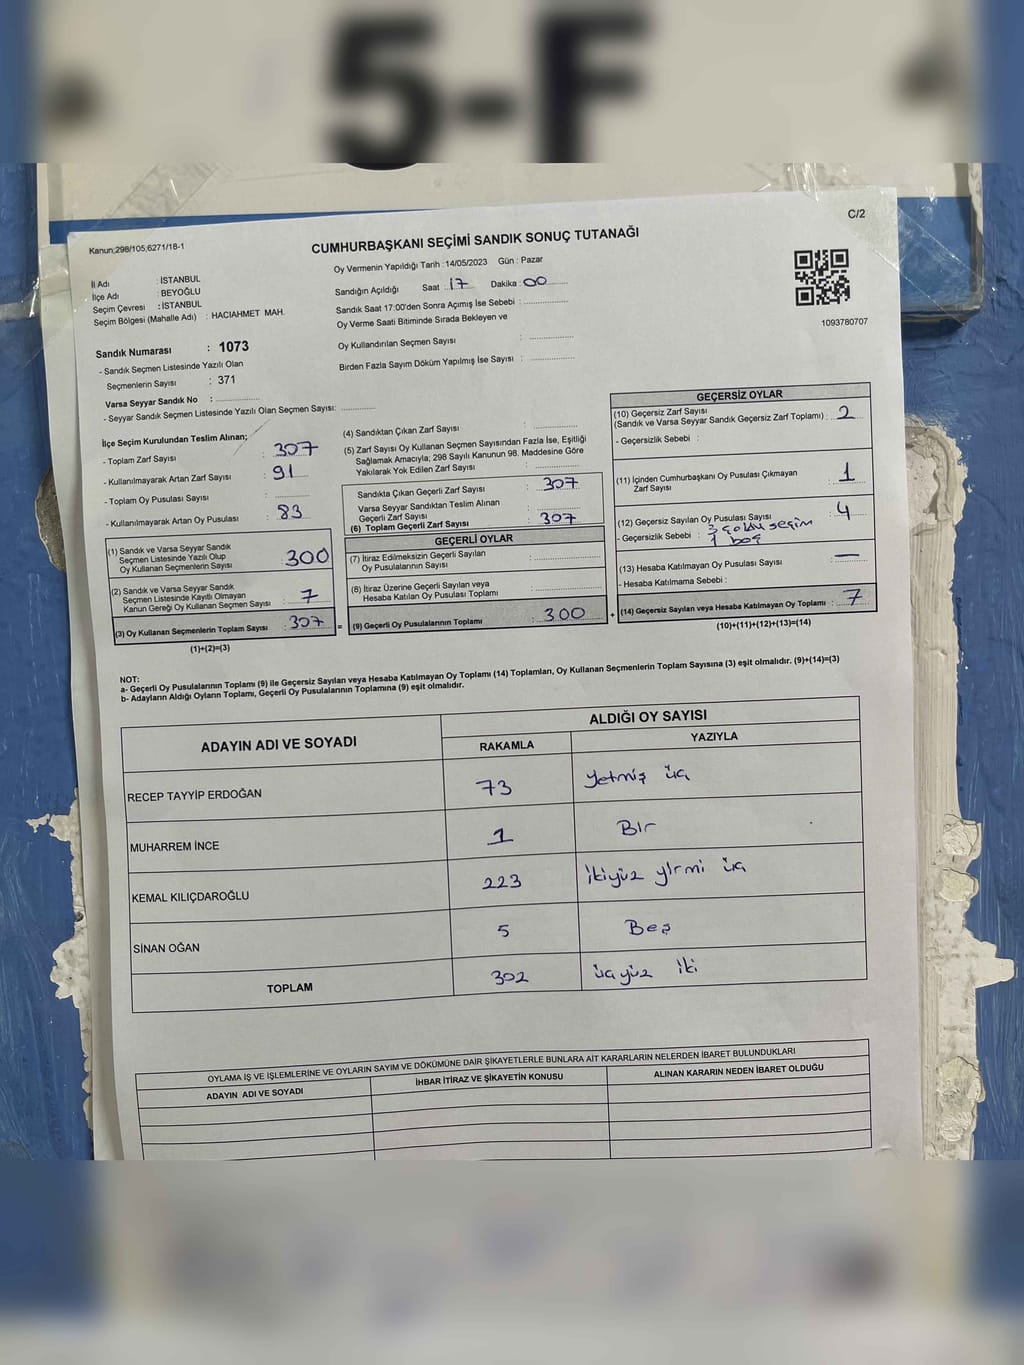 5-F
C/2
Kanun;298/105,6271/18-1
CUMHURBAŞKANI SEÇİMİ SANDIK SONUÇ TUTANAĞI
İl Adı : İSTANBUL
İlçe Adı : BEYOĞLU
Seçim Çevresi : İSTANBUL
Seçim Bölgesi (Mahalle Adı) : HACIAHMET MAH.
Oy Vermenin Yapıldığı Tarih : 14/05/2023 Gün : Pazar
Sandığın Açıldığı Saat : 17 Dakika : 00
Sandık Saat 17:00'den Sonra Açımış İse Sebebi :
Oy Verme Saati Bitiminde Sırada Bekleyen ve
Oy Kullandırılan Seçmen Sayısı :
Birden Fazla Sayım Döküm Yapılmış İse Sayısı :
1093780707
Sandık Numarası : 1073
- Sandık Seçmen Listesinde Yazılı Olan
Seçmenlerin Sayısı : 371
Varsa Seyyar Sandık No :
- Seyyar Sandık Seçmen Listesinde Yazılı Olan Seçmen Sayısı:
İlçe Seçim Kurulundan Teslim Alınan;
- Toplam Zarf Sayısı : 307
- Kullanılmayarak Artan Zarf Sayısı : 91
- Toplam Oy Pusulası Sayısı :
- Kullanılmayarak Artan Oy Pusulası : 83
(1) Sandık ve Varsa Seyyar Sandık
Seçmen Listesinde Yazılı Olup
Oy Kullanan Seçmenlerin Sayısı : 300
(2) Sandık ve Varsa Seyyar Sandık
Seçmen Listesinde Kayıtlı Olmayan
Kanun Gereği Oy Kullanan Seçmen Sayısı : 7
(3) Oy Kullanan Seçmenlerin Toplam Sayısı : 307 =
(1)+(2)=(3)
(4) Sandıktan Çıkan Zarf Sayısı :
(5) Zarf Sayısı Oy Kullanan Seçmen Sayısından Fazla İse, Eşitliği
Sağlamak Amacıyla; 298 Sayılı Kanunun 98. Maddesine Göre
Yakılarak Yok Edilen Zarf Sayısı :
Sandıkta Çıkan Geçerli Zarf Sayısı : 307
Varsa Seyyar Sandıktan Teslim Alınan
Geçerli Zarf Sayısı :
(6) Toplam Geçerli Zarf Sayısı : 307
GEÇERLİ OYLAR
(7) İtiraz Edilmeksizin Geçerli Sayılan
Oy Pusulasının Sayısı :
(8) İtiraz Üzerine Geçerli Sayılan veya
Hesaba Katılan Oy Pusulası Toplamı :
(9) Geçerli Oy Pusulalarının Toplamı : 300 +
GEÇERSİZ OYLAR
(10) Geçersiz Zarf Sayısı
(Sandık ve Varsa Seyyar Sandık Geçersiz Zarf Toplamı) : 2
- Geçersizlik Sebebi :
(11) İçinden Cumhurbaşkanı Oy Pusulası Çıkmayan
Zarf Sayısı : 1
(12) Geçersiz Sayılan Oy Pusulası Sayısı : 4
- Geçersizlik Sebebi : 3 çoklu seçim
1 boş
(13) Hesaba Katılmayan Oy Pusulası Sayısı : —
- Hesaba Katılmama Sebebi :
(14) Geçersiz Sayılan veya Hesaba Katılmayan Oy Toplamı : 7
(10)+(11)+(12)+(13)=(14)
NOT:
a- Geçerli Oy Pusulalarının Toplamı (9) ile Geçersiz Sayılan veya Hesaba Katılmayan Oy Toplamı (14) Toplamları, Oy Kullanan Seçmenlerin Toplam Sayısına (3) eşit olmalıdır. (9)+(14)=(3)
b- Adayların Aldığı Oyların Toplamı, Geçerli Oy Pusulalarının Toplamına (9) eşit olmalıdır.
ADAYIN ADI VE SOYADI
ALDIĞI OY SAYISI
RAKAMLA YAZIYLA
RECEP TAYYİP ERDOĞAN 73 Yetmiş üç
MUHARREM İNCE 1 Bir
KEMAL KILIÇDAROĞLU 223 ikiyüz yirmi üç
SİNAN OĞAN 5 Beş
TOPLAM 302 üçyüz iki
OYLAMA İŞ VE İŞLEMLERİNE VE OYLARIN SAYIM VE DÖKÜMÜNE DAİR ŞİKAYETLERLE BUNLARA AİT KARARLARIN NELERDEN İBARET BULUNDUKLARI
ADAYIN ADI VE SOYADI İHBAR İTİRAZ VE ŞİKAYETİN KONUSU ALINAN KARARIN NEDEN İBARET OLDUĞU